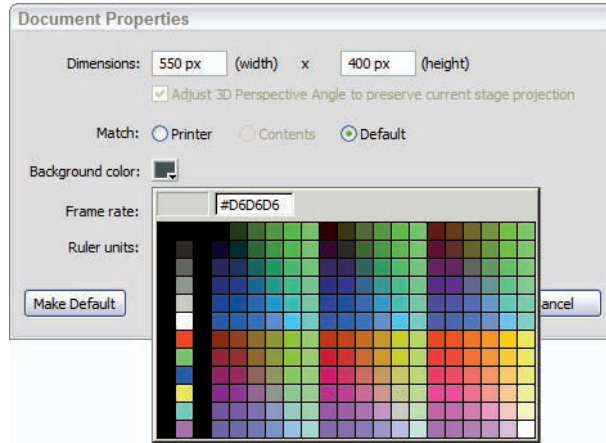 Document Properties
Dimensions: 550 px (width) x 400 px (height)
Adjust 3D Perspective Angle to preserve current stage projection
Match: Printer Contents Default
Background color:
#D6D6D6
Frame rate:
Ruler units:
Make Default ancel